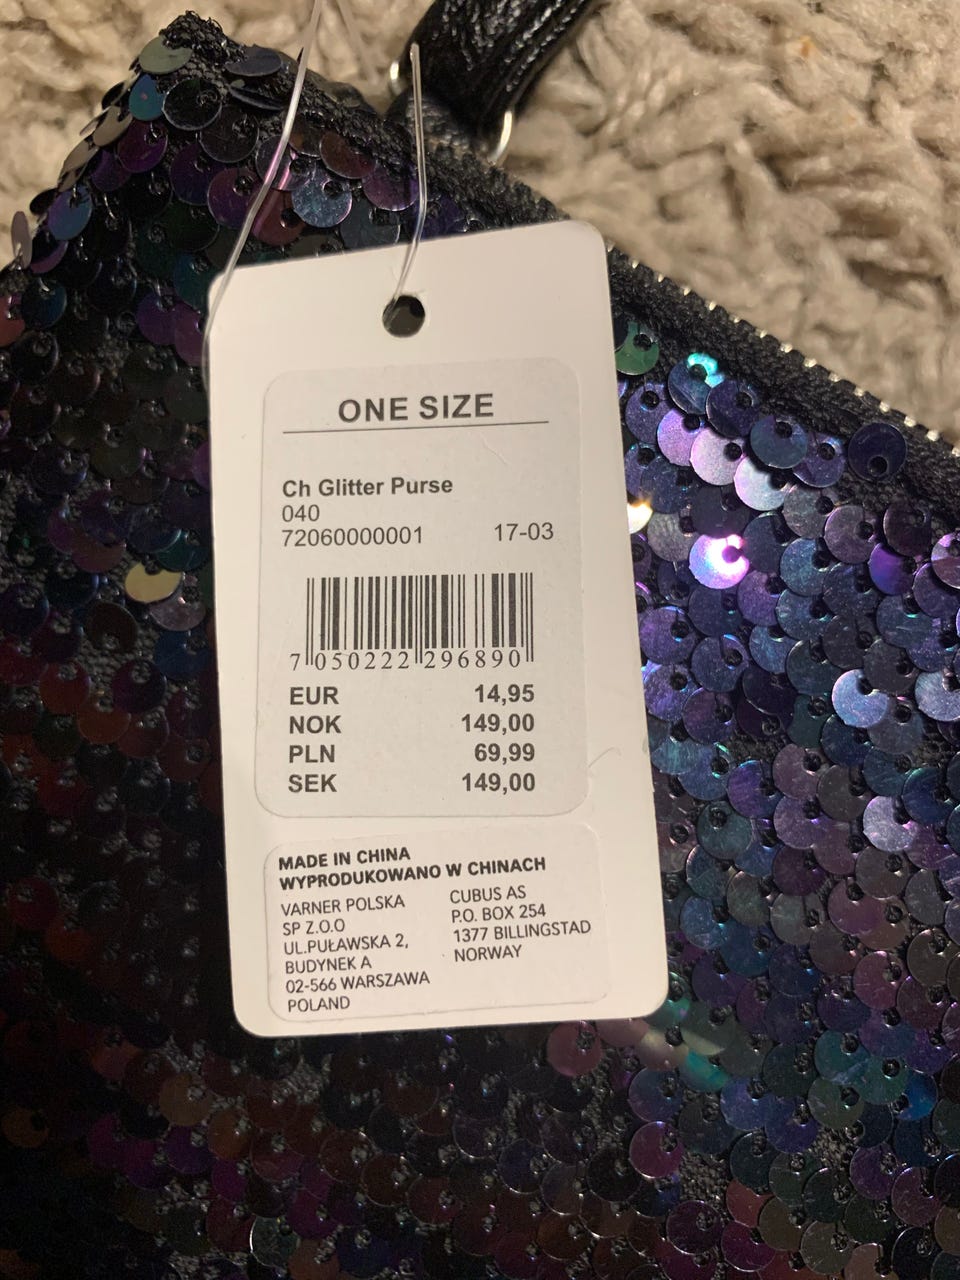 ONE SIZE
Ch Glitter Purse
040
72060000001 17-03
7 050222 296890
EUR 14,95
NOK 149,00
PLN 69,99
SEK 149,00
MADE IN CHINA
WYPRODUKOWANO W CHINACH
VARNER POLSKA
SP Z.O.O
UL.PUŁAWSKA 2,
BUDYNEK A
02-566 WARSZAWA
POLAND
CUBUS AS
P.O. BOX 254
1377 BILLINGSTAD
NORWAY